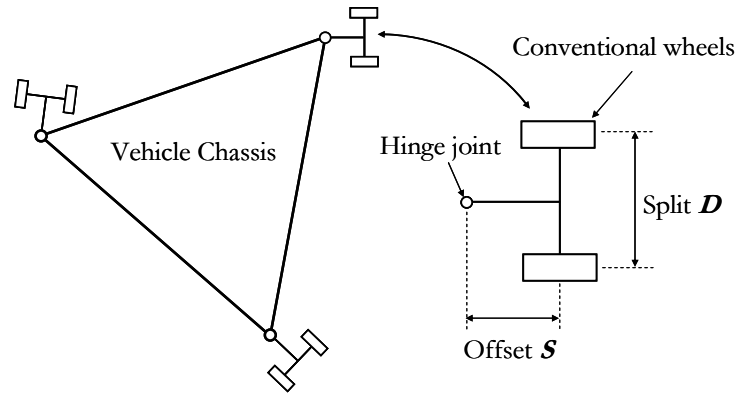 Conventional wheels
Vehicle Chassis
Hinge joint
Split D
Offset S